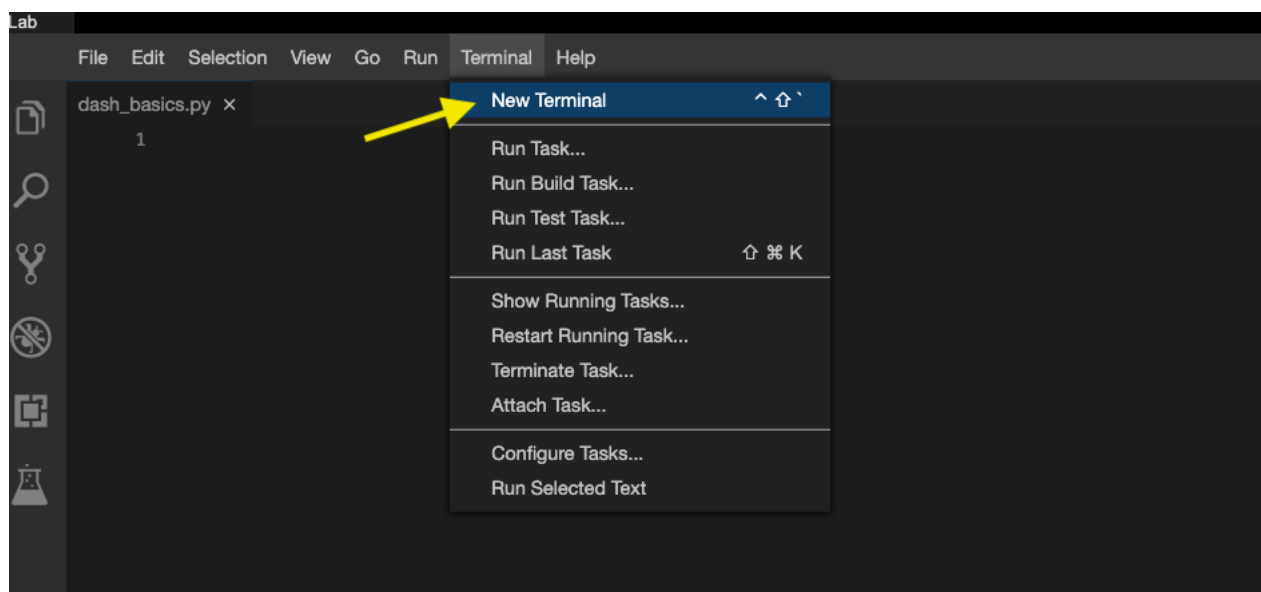 Lab
File Edit Selection View Go Run Terminal Help
dash_basics.py ×
1
New Terminal ^ ⇧ `
Run Task...
Run Build Task...
Run Test Task...
Run Last Task ⇧ ⌘ K
Show Running Tasks...
Restart Running Task...
Terminate Task...
Attach Task...
Configure Tasks...
Run Selected Text